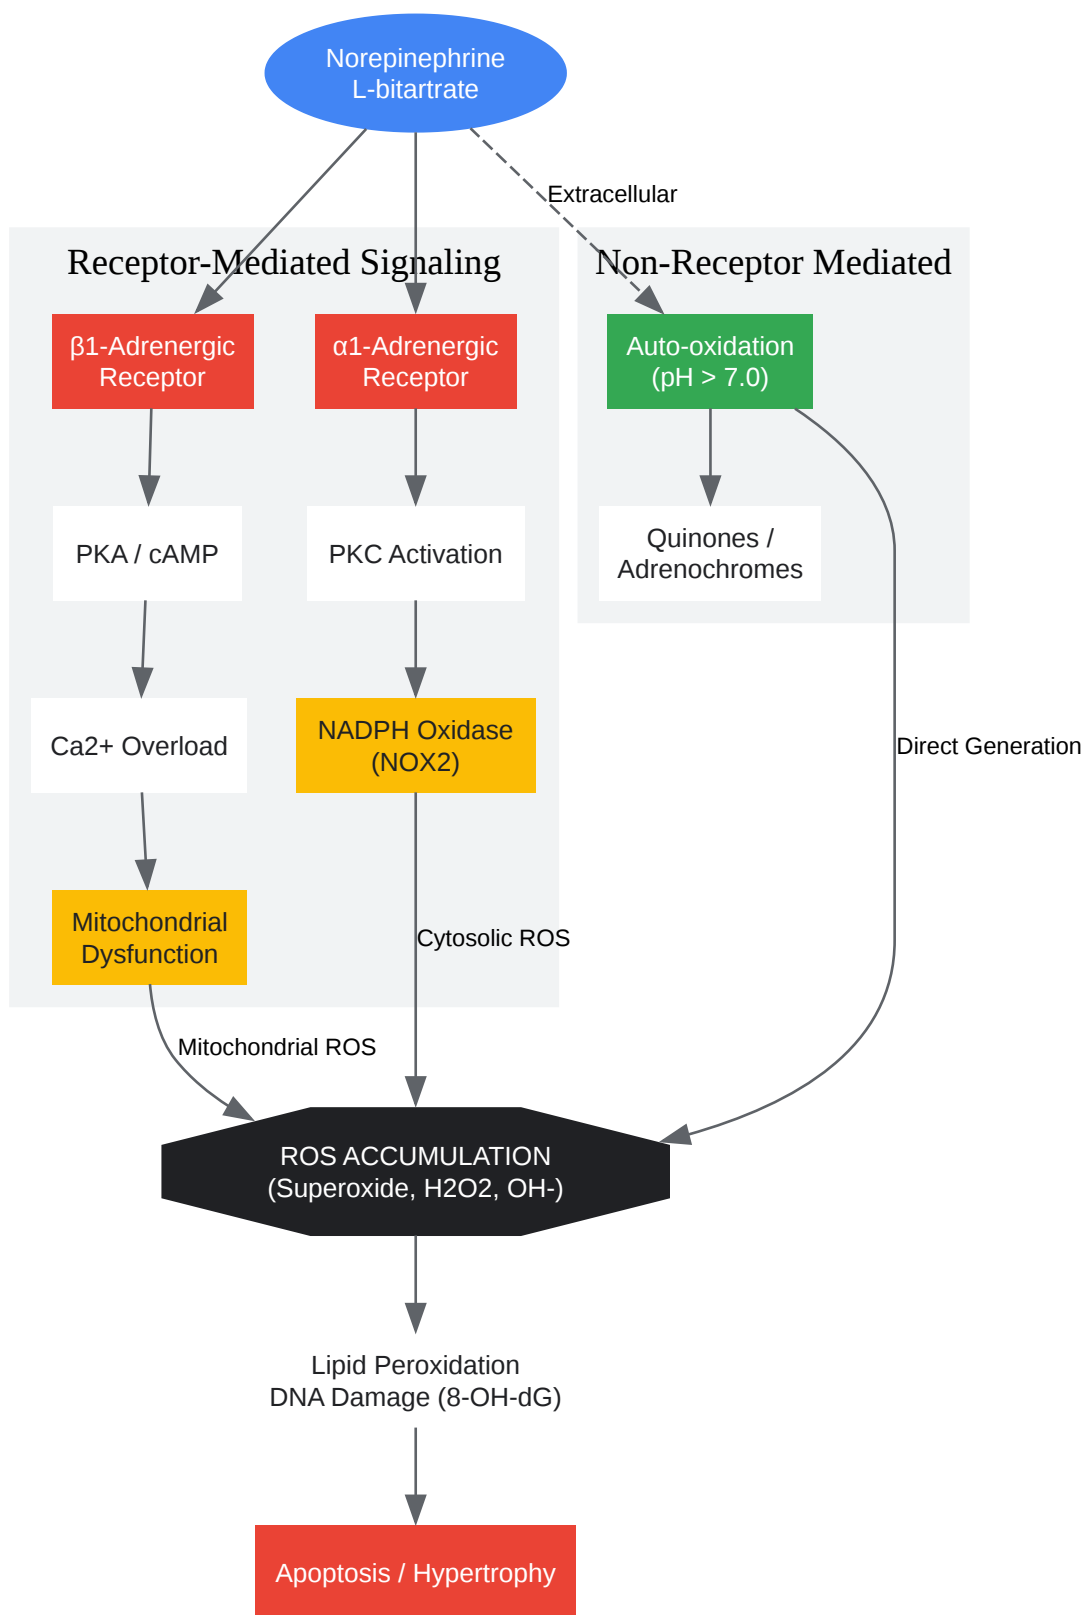 Norepinephrine
L-bitartrate
Extracellular
Receptor-Mediated Signaling
Non-Receptor Mediated
β1-Adrenergic
Receptor
α1-Adrenergic
Receptor
Auto-oxidation
(pH > 7.0)
PKA / cAMP
PKC Activation
Quinones /
Adrenochromes
Ca2+ Overload
NADPH Oxidase
(NOX2)
Direct Generation
Mitochondrial
Dysfunction
Cytosolic ROS
Mitochondrial ROS
ROS ACCUMULATION
(Superoxide, H2O2, OH-)
Lipid Peroxidation
DNA Damage (8-OH-dG)
Apoptosis / Hypertrophy